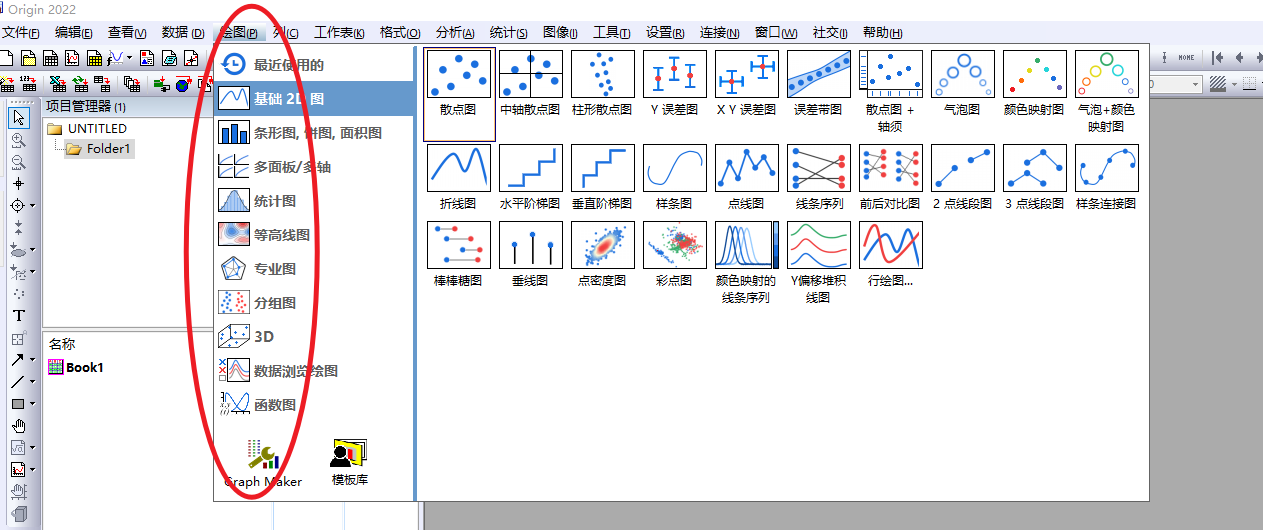 Origin 2022
文件(F) 编辑(E) 查看(V) 数据(D) 绘图(P) 列(C) 工作表(K) 格式(O) 分析(A) 统计(S) 图像(I) 工具(T) 设置(R) 连接(N) 窗口(W) 社交(I) 帮助(H)
HOME
项目管理器 (1)
UNTITLED
Folder1
名称
Book1
最近使用的
基础 2D 图
条形图, 饼图, 面积图
多面板/多轴
统计图
等高线图
专业图
分组图
3D
数据浏览绘图
函数图
Graph Maker
模板库
散点图 中轴散点图 柱形散点图 Y 误差图 X Y 误差图 误差带图 散点图 + 气泡图 颜色映射图 气泡+颜色
轴须 映射图
折线图 水平阶梯图 垂直阶梯图 样条图 点线图 线条序列 前后对比图 2 点线段图 3 点线段图 样条连接图
棒棒糖图 垂线图 点密度图 彩点图 颜色映射的 Y偏移堆积 行绘图...
线条序列 线图